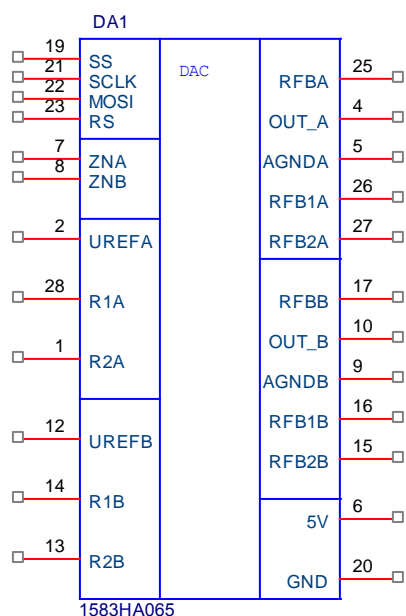 DA1
DAC
19 SS
21 SCLK
22 MOSI
23 RS
7 ZNA
8 ZNB
2 UREFA
28 R1A
1 R2A
12 UREFB
14 R1B
13 R2B
RFBA 25
OUT_A 4
AGNDA 5
RFB1A 26
RFB2A 27
RFBB 17
OUT_B 10
AGNDB 9
RFB1B 16
RFB2B 15
5V 6
GND 20
1583HA065